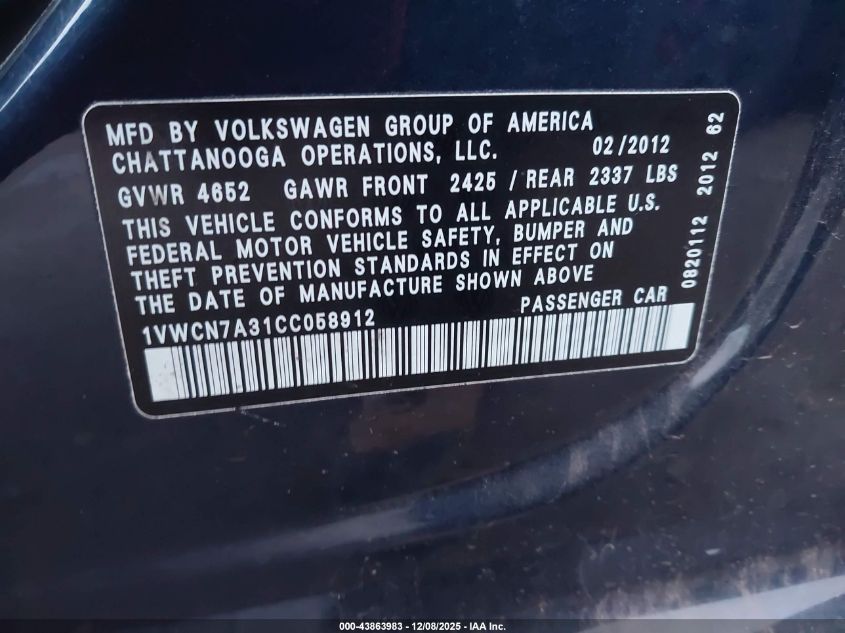 MFD BY VOLKSWAGEN GROUP OF AMERICA
CHATTANOOGA OPERATIONS, LLC. 02/2012
GVWR 4652 GAWR FRONT 2425 / REAR 2337 LBS
THIS VEHICLE CONFORMS TO ALL APPLICABLE U.S.
FEDERAL MOTOR VEHICLE SAFETY, BUMPER AND
THEFT PREVENTION STANDARDS IN EFFECT ON
THE DATE OF MANUFACTURE SHOWN ABOVE
1VWCN7A31CC058912 PASSENGER CAR
0820112 2012 62
000-43863983 - 12/08/2025 - IAA Inc.